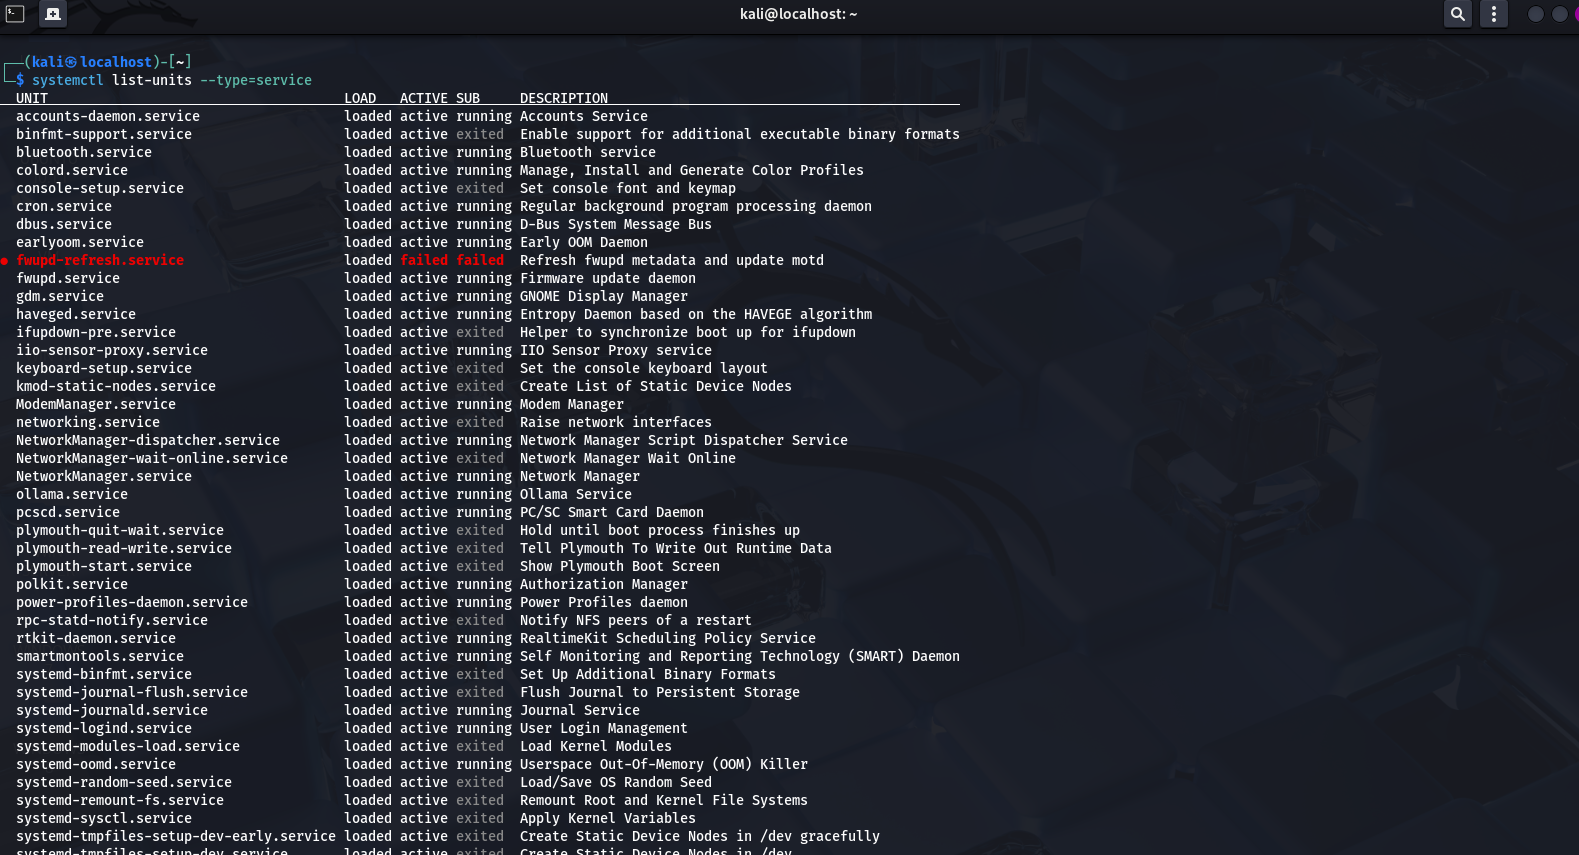 kali@localhost: ~
(kali㉿localhost)-[~]
$ systemctl list-units --type=service
UNIT LOAD ACTIVE SUB DESCRIPTION
accounts-daemon.service loaded active running Accounts Service
binfmt-support.service loaded active exited Enable support for additional executable binary formats
bluetooth.service loaded active running Bluetooth service
colord.service loaded active running Manage, Install and Generate Color Profiles
console-setup.service loaded active exited Set console font and keymap
cron.service loaded active running Regular background program processing daemon
dbus.service loaded active running D-Bus System Message Bus
earlyoom.service loaded active running Early OOM Daemon
● fwupd-refresh.service loaded failed failed Refresh fwupd metadata and update motd
fwupd.service loaded active running Firmware update daemon
gdm.service loaded active running GNOME Display Manager
haveged.service loaded active running Entropy Daemon based on the HAVEGE algorithm
ifupdown-pre.service loaded active exited Helper to synchronize boot up for ifupdown
iio-sensor-proxy.service loaded active running IIO Sensor Proxy service
keyboard-setup.service loaded active exited Set the console keyboard layout
kmod-static-nodes.service loaded active exited Create List of Static Device Nodes
ModemManager.service loaded active running Modem Manager
networking.service loaded active exited Raise network interfaces
NetworkManager-dispatcher.service loaded active running Network Manager Script Dispatcher Service
NetworkManager-wait-online.service loaded active exited Network Manager Wait Online
NetworkManager.service loaded active running Network Manager
ollama.service loaded active running Ollama Service
pcscd.service loaded active running PC/SC Smart Card Daemon
plymouth-quit-wait.service loaded active exited Hold until boot process finishes up
plymouth-read-write.service loaded active exited Tell Plymouth To Write Out Runtime Data
plymouth-start.service loaded active exited Show Plymouth Boot Screen
polkit.service loaded active running Authorization Manager
power-profiles-daemon.service loaded active running Power Profiles daemon
rpc-statd-notify.service loaded active exited Notify NFS peers of a restart
rtkit-daemon.service loaded active running RealtimeKit Scheduling Policy Service
smartmontools.service loaded active running Self Monitoring and Reporting Technology (SMART) Daemon
systemd-binfmt.service loaded active exited Set Up Additional Binary Formats
systemd-journal-flush.service loaded active exited Flush Journal to Persistent Storage
systemd-journald.service loaded active running Journal Service
systemd-logind.service loaded active running User Login Management
systemd-modules-load.service loaded active exited Load Kernel Modules
systemd-oomd.service loaded active running Userspace Out-Of-Memory (OOM) Killer
systemd-random-seed.service loaded active exited Load/Save OS Random Seed
systemd-remount-fs.service loaded active exited Remount Root and Kernel File Systems
systemd-sysctl.service loaded active exited Apply Kernel Variables
systemd-tmpfiles-setup-dev-early.service loaded active exited Create Static Device Nodes in /dev gracefully
systemd-tmpfiles-setup-dev.service loaded active exited Create Static Device Nodes in /dev